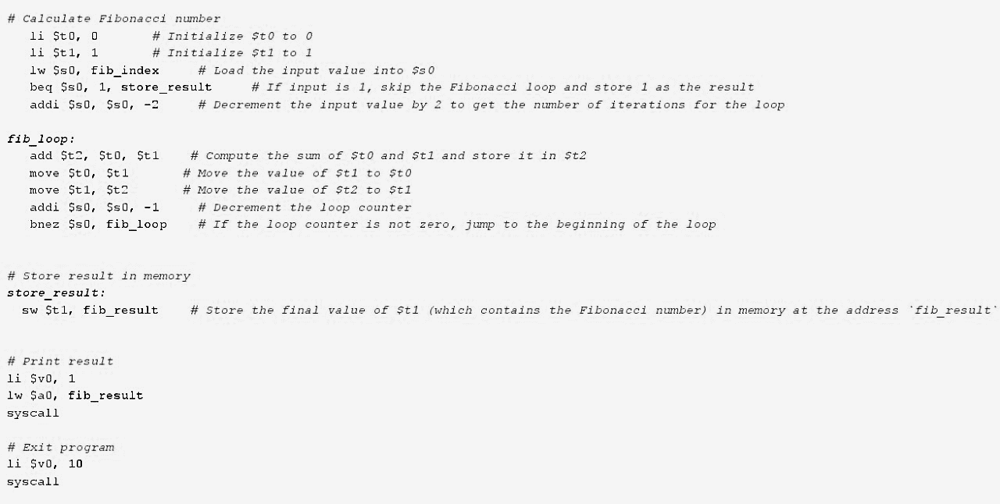 # Calculate Fibonacci number
li $t0, 0 # Initialize $t0 to 0
li $t1, 1 # Initialize $t1 to 1
lw $s0, fib_index # Load the input value into $s0
beq $s0, 1, store_result # If input is 1, skip the Fibonacci loop and store 1 as the result
addi $s0, $s0, -2 # Decrement the input value by 2 to get the number of iterations for the loop
fib_loop:
add $t2, $t0, $t1 # Compute the sum of $t0 and $t1 and store it in $t2
move $t0, $t1 # Move the value of $t1 to $t0
move $t1, $t2 # Move the value of $t2 to $t1
addi $s0, $s0, -1 # Decrement the loop counter
bnez $s0, fib_loop # If the loop counter is not zero, jump to the beginning of the loop
# Store result in memory
store_result:
sw $t1, fib_result # Store the final value of $t1 (which contains the Fibonacci number) in memory at the address `fib_result`
# Print result
li $v0, 1
lw $a0, fib_result
syscall
# Exit program
li $v0, 10
syscall